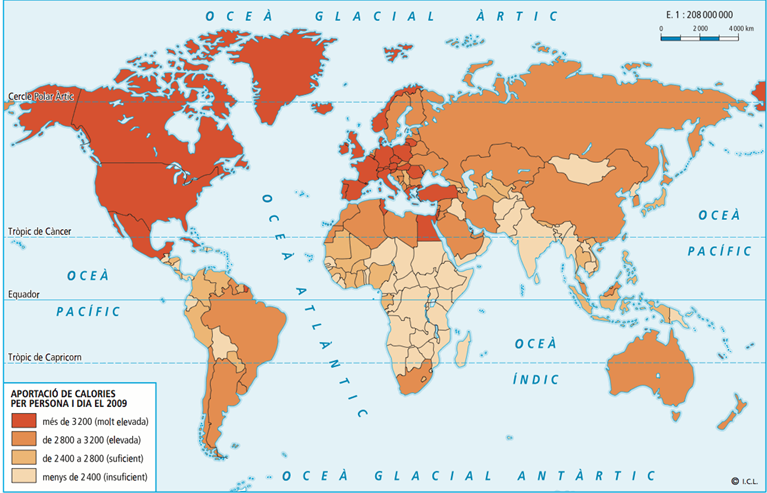 OCEÀ GLACIAL ÀRTIC
E. 1 : 208 000 000
0 2 000 4 000 km
Cercle Polar Àrtic
OCEÀ ATLÀNTIC
OCEÀ
PACÍFIC
Tròpic de Càncer
OCEÀ
PACÍFIC
Equador
OCEÀ
ÍNDIC
Tròpic de Capricorn
APORTACIÓ DE CALORIES
PER PERSONA I DIA EL 2009
més de 3 200 (molt elevada)
de 2 800 a 3 200 (elevada)
de 2 400 a 2 800 (suficient)
menys de 2 400 (insuficient)
OCEÀ GLACIAL ANTÀRTIC
© I.C.L.